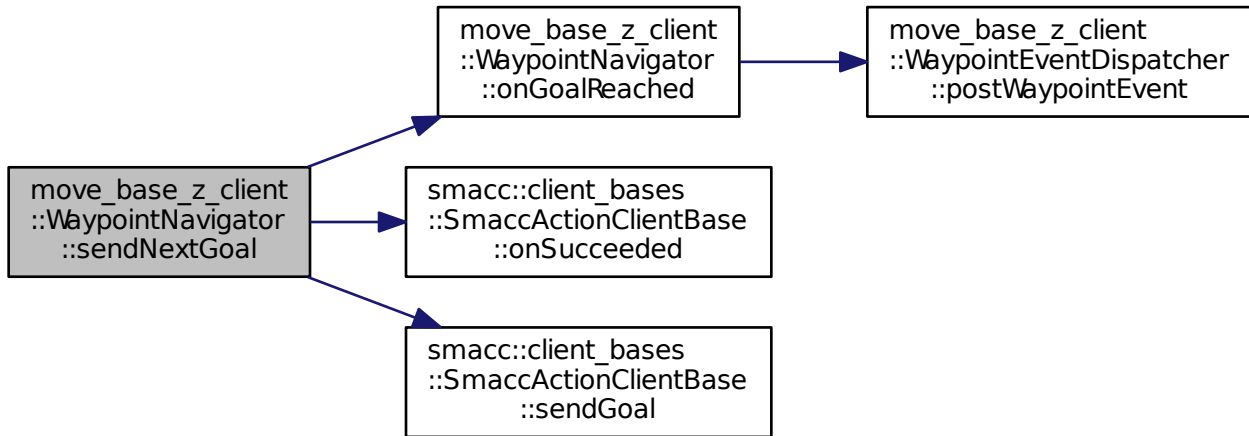 move_base_z_client
::WaypointNavigator
::sendNextGoal
move_base_z_client
::WaypointNavigator
::onGoalReached
move_base_z_client
::WaypointEventDispatcher
::postWaypointEvent
smacc::client_bases
::SmaccActionClientBase
::onSucceeded
smacc::client_bases
::SmaccActionClientBase
::sendGoal